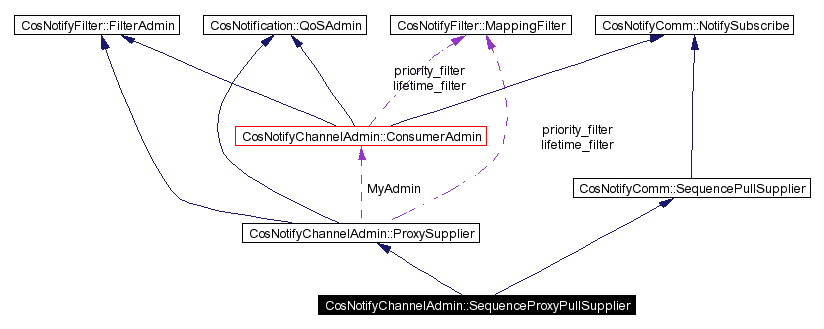 CosNotifyFilter::FilterAdmin
CosNotification::QoSAdmin
CosNotifyFilter::MappingFilter
CosNotifyComm::NotifySubscribe
priority_filter
lifetime_filter
CosNotifyChannelAdmin::ConsumerAdmin
priority_filter
lifetime_filter
MyAdmin
CosNotifyComm::SequencePullSupplier
CosNotifyChannelAdmin::ProxySupplier
CosNotifyChannelAdmin::SequenceProxyPullSupplier